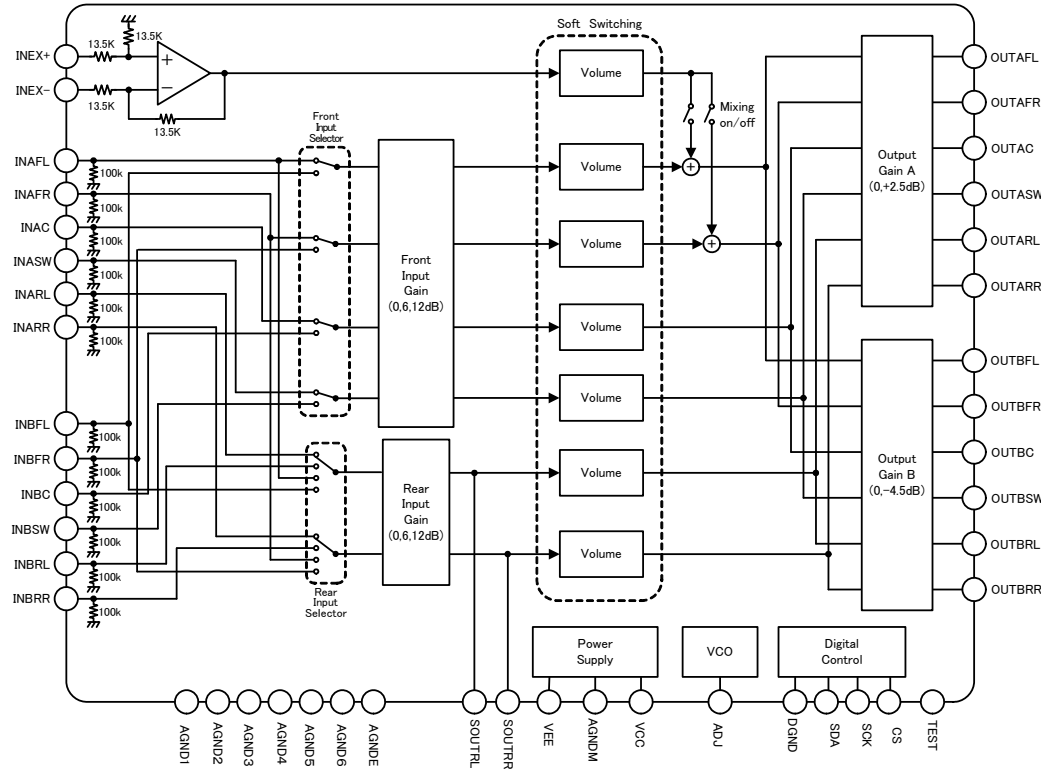 Soft Switching
13.5K
INEX+
13.5K
+
Volume
INEX-
−
13.5K
13.5K
Mixing
on/off
Front
Input
Selector
INAFL
100k
INAFR
100k
INAC
100k
INASW
100k
INARL
100k
INARR
100k
INBFL
100k
INBFR
100k
INBC
100k
INBSW
100k
INBRL
100k
INBRR
100k
Front
Input
Gain
(0,6,12dB)
Rear
Input
Gain
(0,6,12dB)
Rear
Input
Selector
Volume
+
Volume
+
Volume
Volume
Volume
Volume
Output
Gain A
(0,+2.5dB)
Output
Gain B
(0,-4.5dB)
OUTAFL
OUTAFR
OUTAC
OUTASW
OUTARL
OUTARR
OUTBFL
OUTBFR
OUTBC
OUTBSW
OUTBRL
OUTBRR
Power
Supply
VCO
Digital
Control
AGND1
AGND2
AGND3
AGND4
AGND5
AGND6
AGNDE
SOUTRL
SOUTRR
VEE
AGNDM
VCC
ADJ
DGND
SDA
SCK
CS
TEST